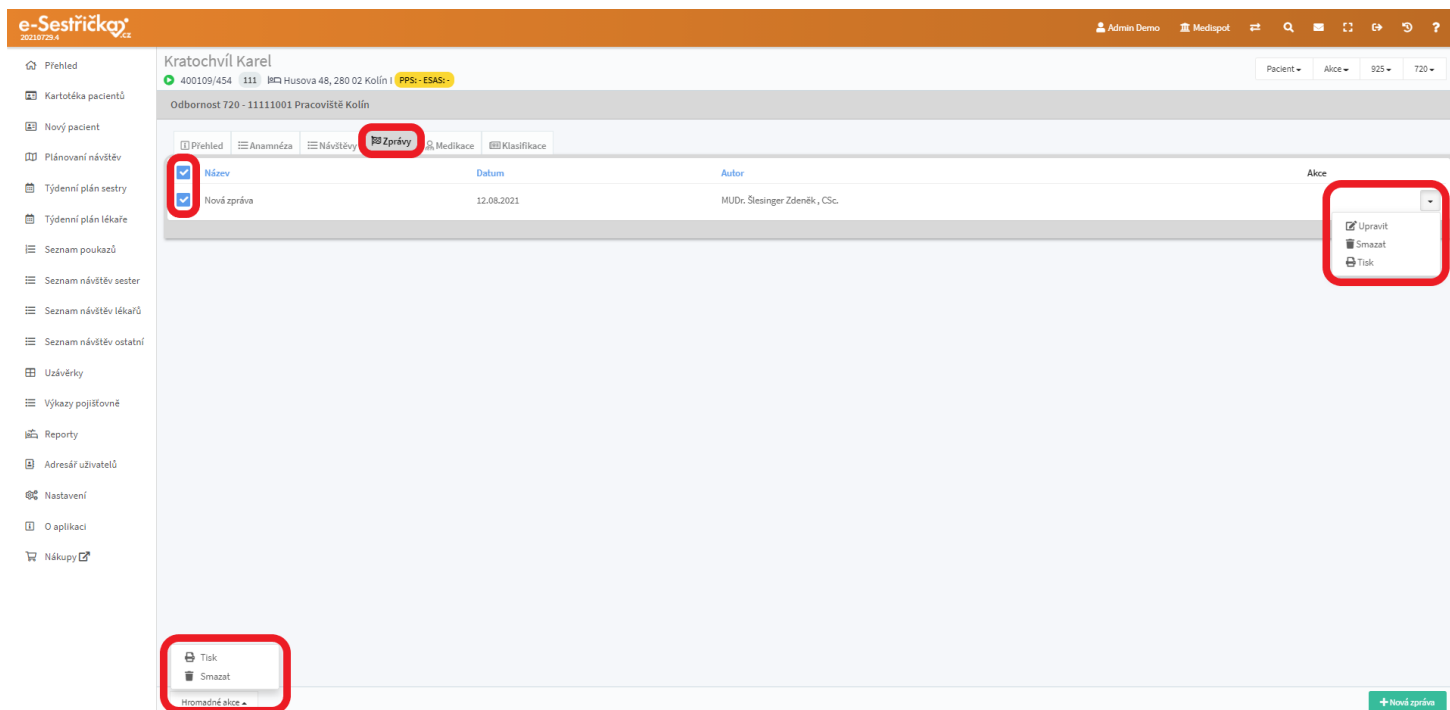 e-Sestřička.cz
20210729.4
Admin Demo Medispot ?
Přehled
Kartotéka pacientů
Nový pacient
Plánovaní návštěv
Týdenní plán sestry
Týdenní plán lékaře
Seznam poukazů
Seznam návštěv sester
Seznam návštěv lékařů
Seznam návštěv ostatní
Uzávěrky
Výkazy pojišťovně
Reporty
Adresář uživatelů
Nastavení
O aplikaci
Nákupy
Kratochvíl Karel
400109/454 111 Husova 48, 280 02 Kolín I PPS: - ESAS: -
Pacient Akce 925 720
Odbornost 720 - 11111001 Pracoviště Kolín
Přehled Anamnéza Návštěvy Zprávy Medikace Klasifikace
Název Datum Autor Akce
Nová zpráva 12.08.2021 MUDr. Šlesinger Zdeněk , CSc.
Upravit
Smazat
Tisk
Tisk
Smazat
Hromadné akce
+ Nová zpráva